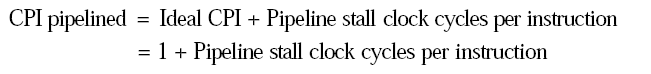 CPI pipelined = Ideal CPI + Pipeline stall clock cycles per instruction
= 1 + Pipeline stall clock cycles per instruction